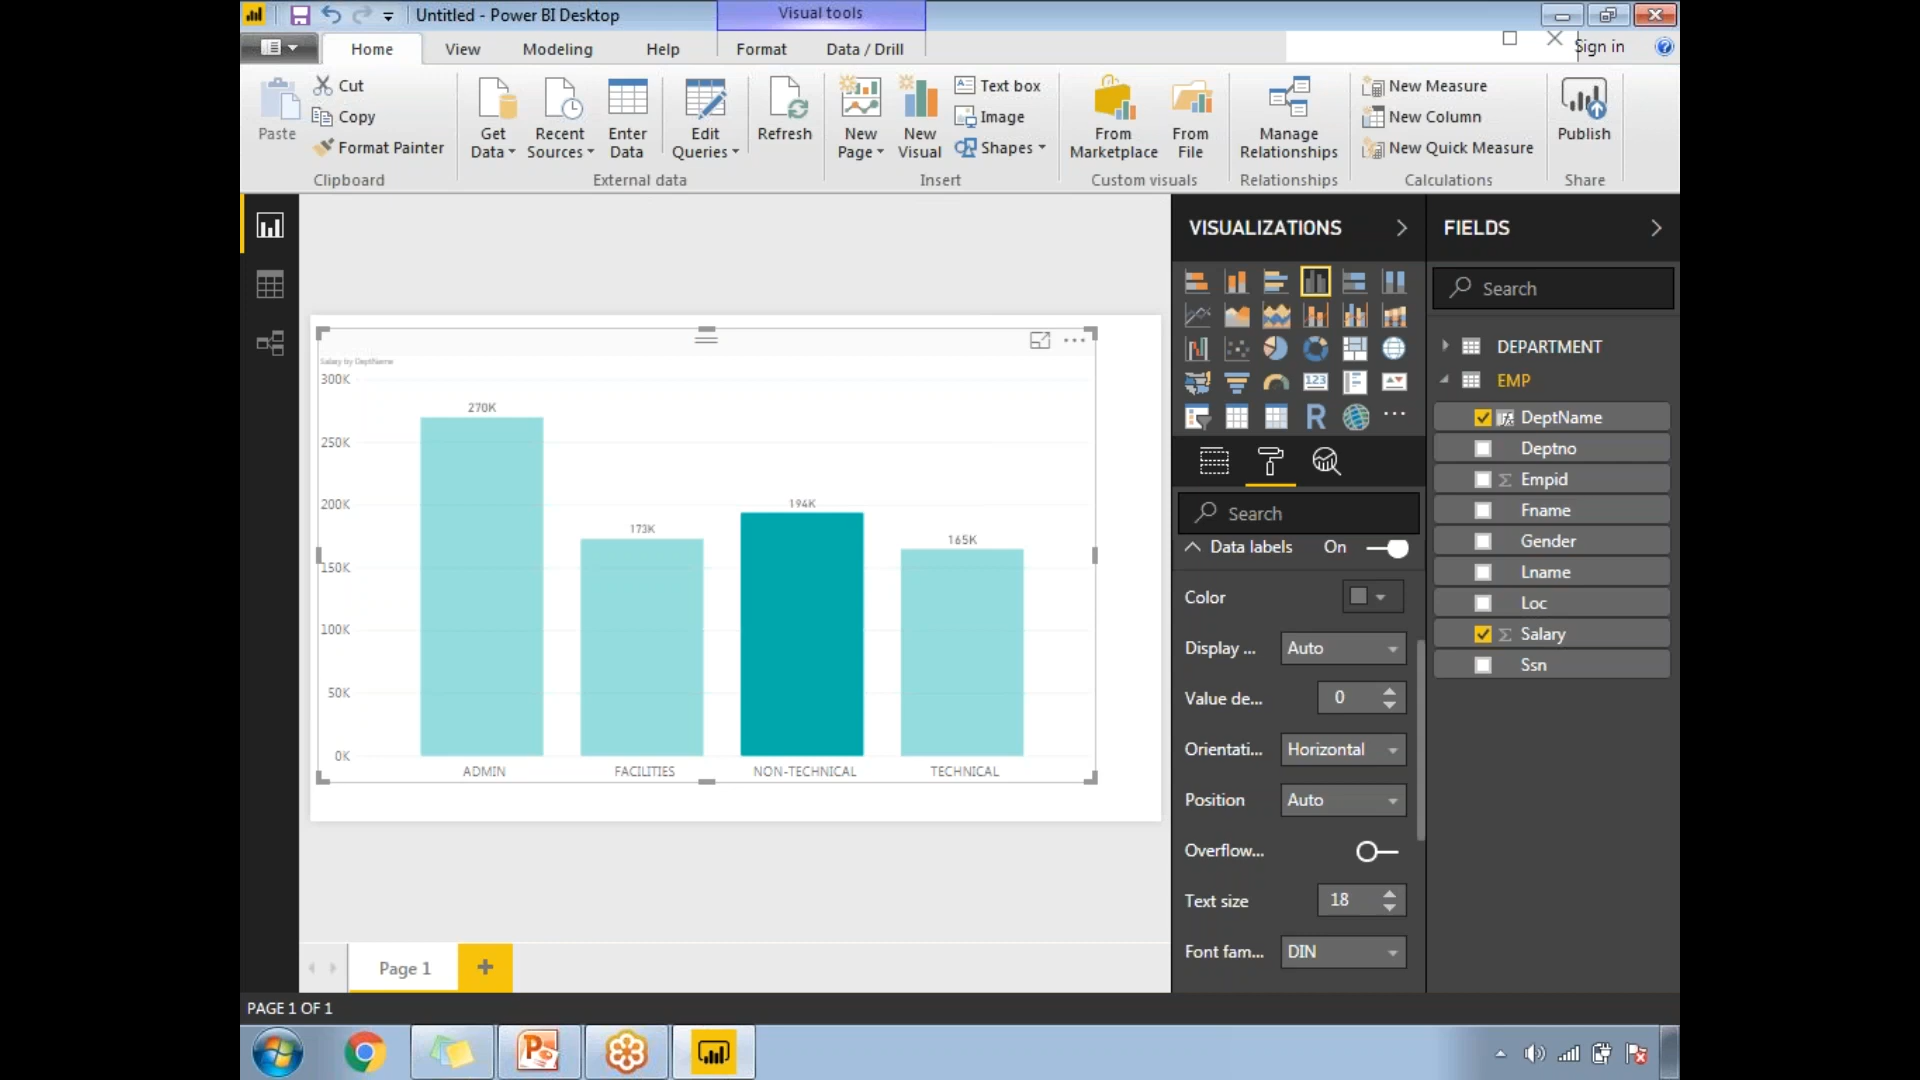 Untitled - Power BI Desktop
Visual tools
Home
View
Modeling
Help
Format
Data / Drill
Sign in
Paste
Cut
Copy
Format Painter
Clipboard
Get Data
Recent Sources
Enter Data
Edit Queries
Refresh
External data
New Page
New Visual
Text box
Image
Shapes
Insert
From Marketplace
From File
Custom visuals
Manage Relationships
Relationships
New Measure
New Column
New Quick Measure
Calculations
Publish
Share
Salary by DeptName
300K
250K
200K
150K
100K
50K
0K
270K
173K
194K
165K
ADMIN
FACILITIES
NON-TECHNICAL
TECHNICAL
VISUALIZATIONS
123
R
Search
Data labels On
Color
Display ... Auto
Value de... 0
Orientati... Horizontal
Position Auto
Overflow...
Text size 18
Font fam... DIN
FIELDS
Search
DEPARTMENT
EMP
DeptName
Deptno
Empid
Fname
Gender
Lname
Loc
Salary
Ssn
Page 1
PAGE 1 OF 1